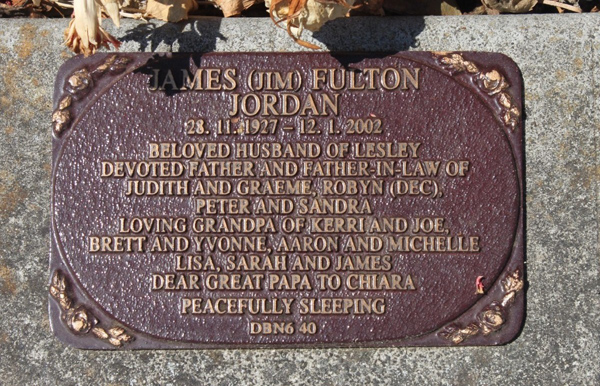 JAMES (JIM) FULTON
JORDAN
28. 11. 1927 – 12. 1. 2002
BELOVED HUSBAND OF LESLEY
DEVOTED FATHER AND FATHER-IN-LAW OF
JUDITH AND GRAEME, ROBYN (DEC),
PETER AND SANDRA
LOVING GRANDPA OF KERRI AND JOE,
BRETT AND YVONNE, AARON AND MICHELLE
LISA, SARAH AND JAMES
DEAR GREAT PAPA TO CHIARA
PEACEFULLY SLEEPING
DBN6 40